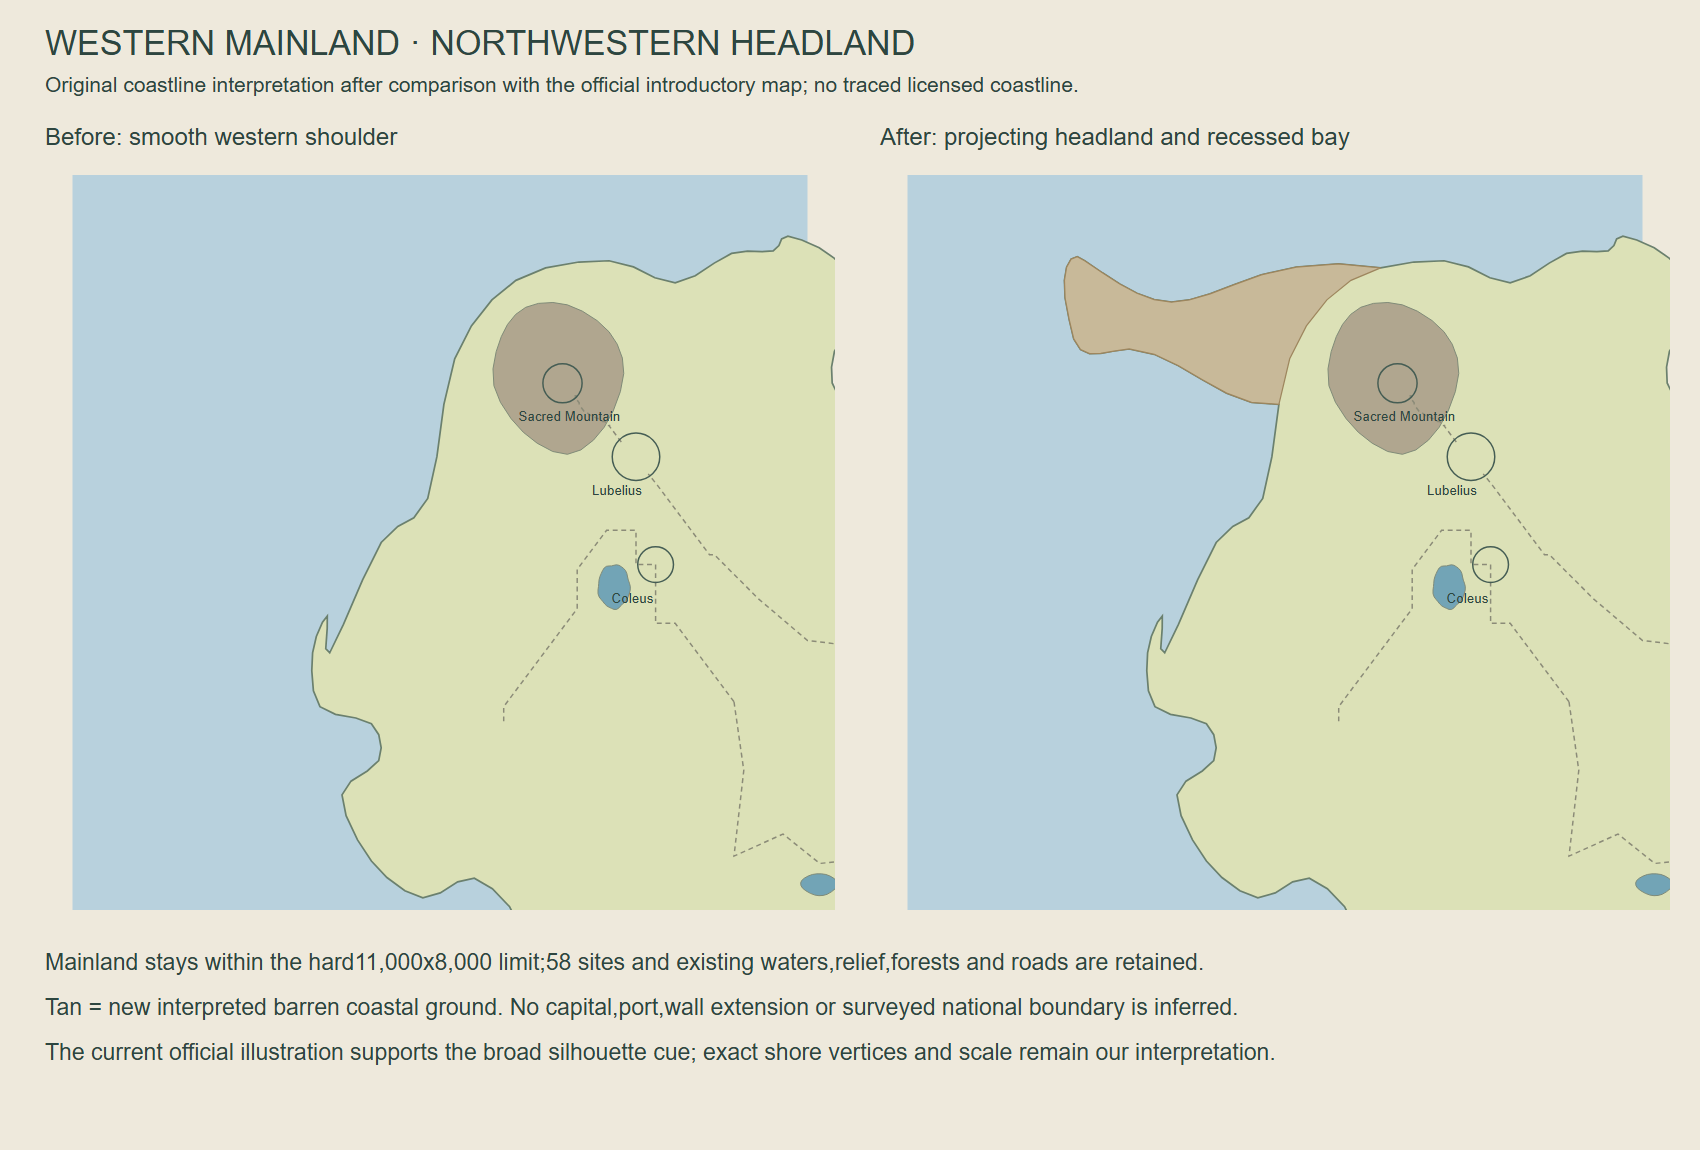 WESTERN MAINLAND · NORTHWESTERN HEADLAND
Original coastline interpretation after comparison with the official introductory map; no traced licensed coastline.
Before: smooth western shoulder
After: projecting headland and recessed bay
Sacred Mountain
Lubelius
Coleus
Sacred Mountain
Lubelius
Coleus
Mainland stays within the hard11,000x8,000 limit;58 sites and existing waters,relief,forests and roads are retained.
Tan = new interpreted barren coastal ground. No capital,port,wall extension or surveyed national boundary is inferred.
The current official illustration supports the broad silhouette cue; exact shore vertices and scale remain our interpretation.